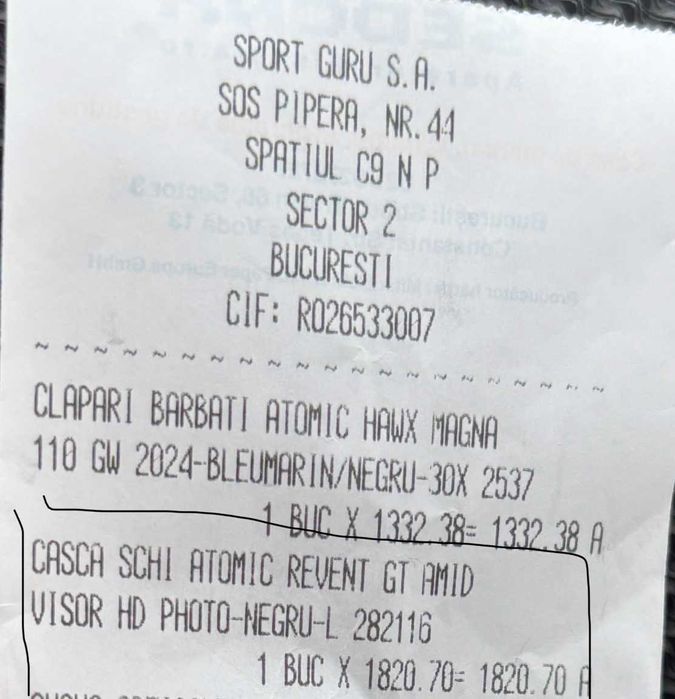 SPORT GURU S.A.
SOS PIPERA, NR.44
SPATIUL C9 N P
SECTOR 2
BUCURESTI
CIF: RO26533007
~ ~ ~ ~ ~ ~ ~ ~ ~ ~ ~ ~ ~ ~ ~ ~ ~ ~ ~ ~
CLAPARI BARBATI ATOMIC HAWX MAGNA
110 GW 2024-BLEUMARIN/NEGRU-30X 2537
1 BUC X 1332.38= 1332.38 A
CASCA SCHI ATOMIC REVENT GT AMID
VISOR HD PHOTO-NEGRU-L 282116
1 BUC X 1820.70= 1820.70 A